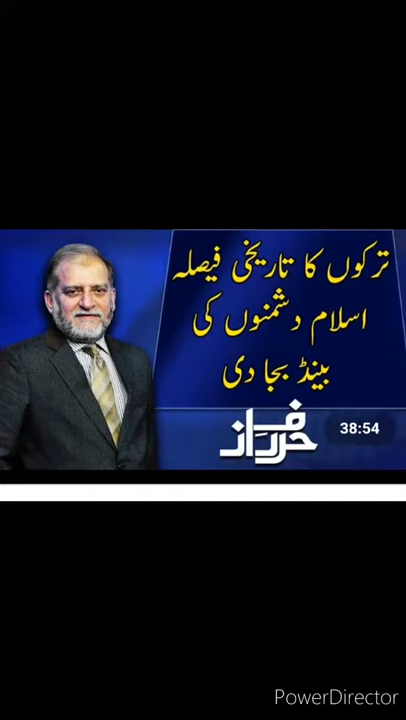 ترکوں کا تاریخی فیصلہ
اسلام دشمنوں کی
بینڈ بجا دی
حرف راز
38:54
PowerDirector